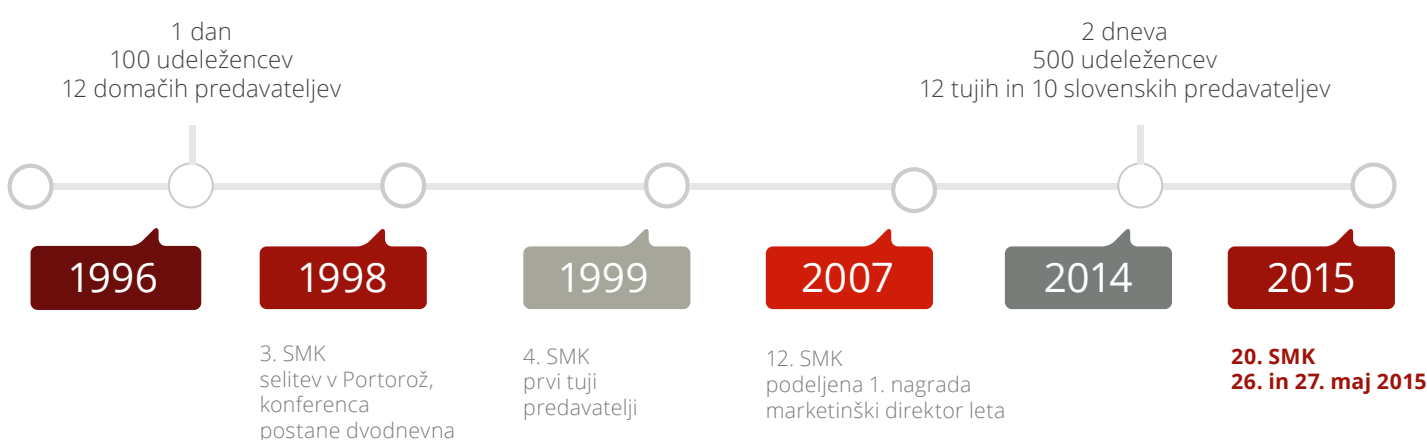 1 dan
100 udeležencev
12 domačih predavateljev
2 dneva
500 udeležencev
12 tujih in 10 slovenskih predavateljev
1996
1998
1999
2007
2014
2015
3. SMK
selitev v Portorož,
konferenca
postane dvodnevna
4. SMK
prvi tuji
predavatelji
12. SMK
podeljena 1. nagrada
marketinški direktor leta
20. SMK
26. in 27. maj 2015